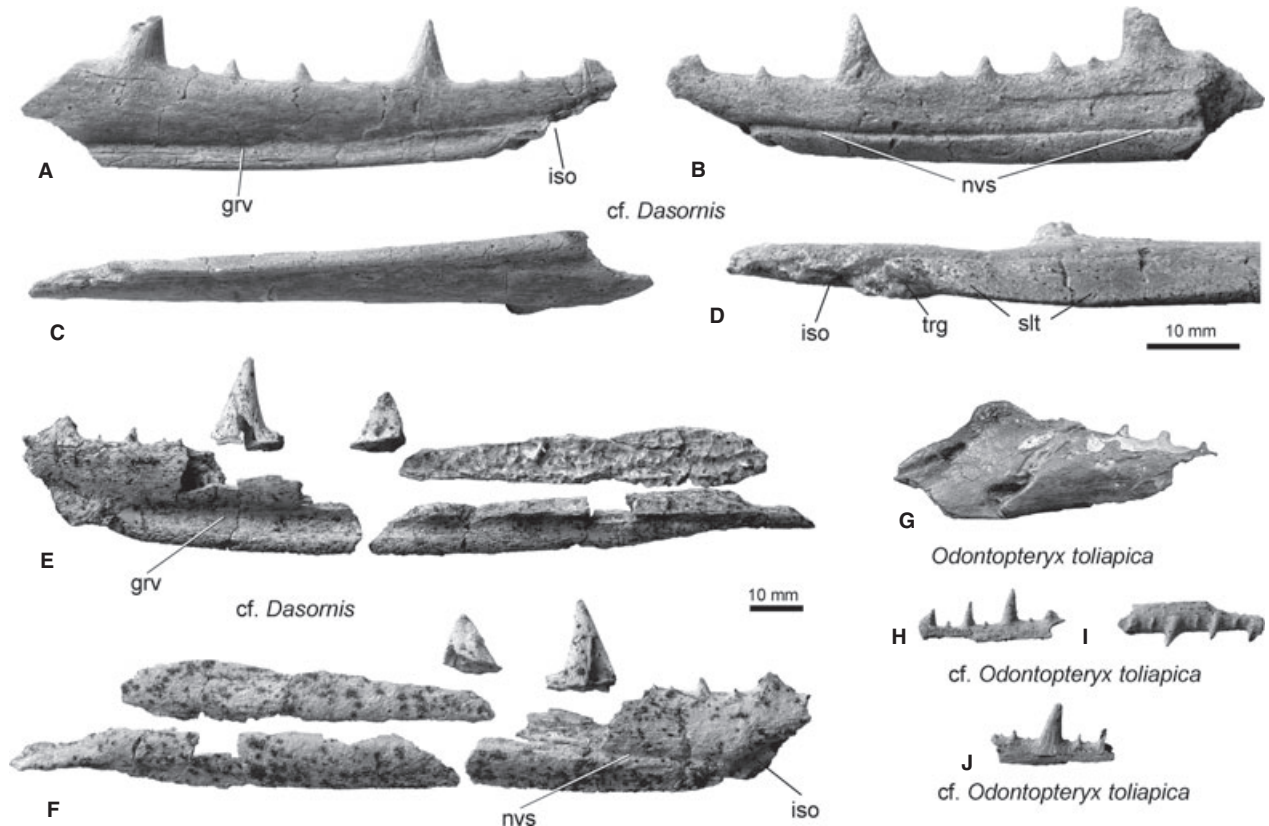 A
grv
iso
B
nvs
cf. Dasornis
C
D
iso
trg
slt
10 mm
E
grv
cf. Dasornis
10 mm
F
nvs
iso
G
Odontopteryx toliapica
H
I
cf. Odontopteryx toliapica
J
cf. Odontopteryx toliapica